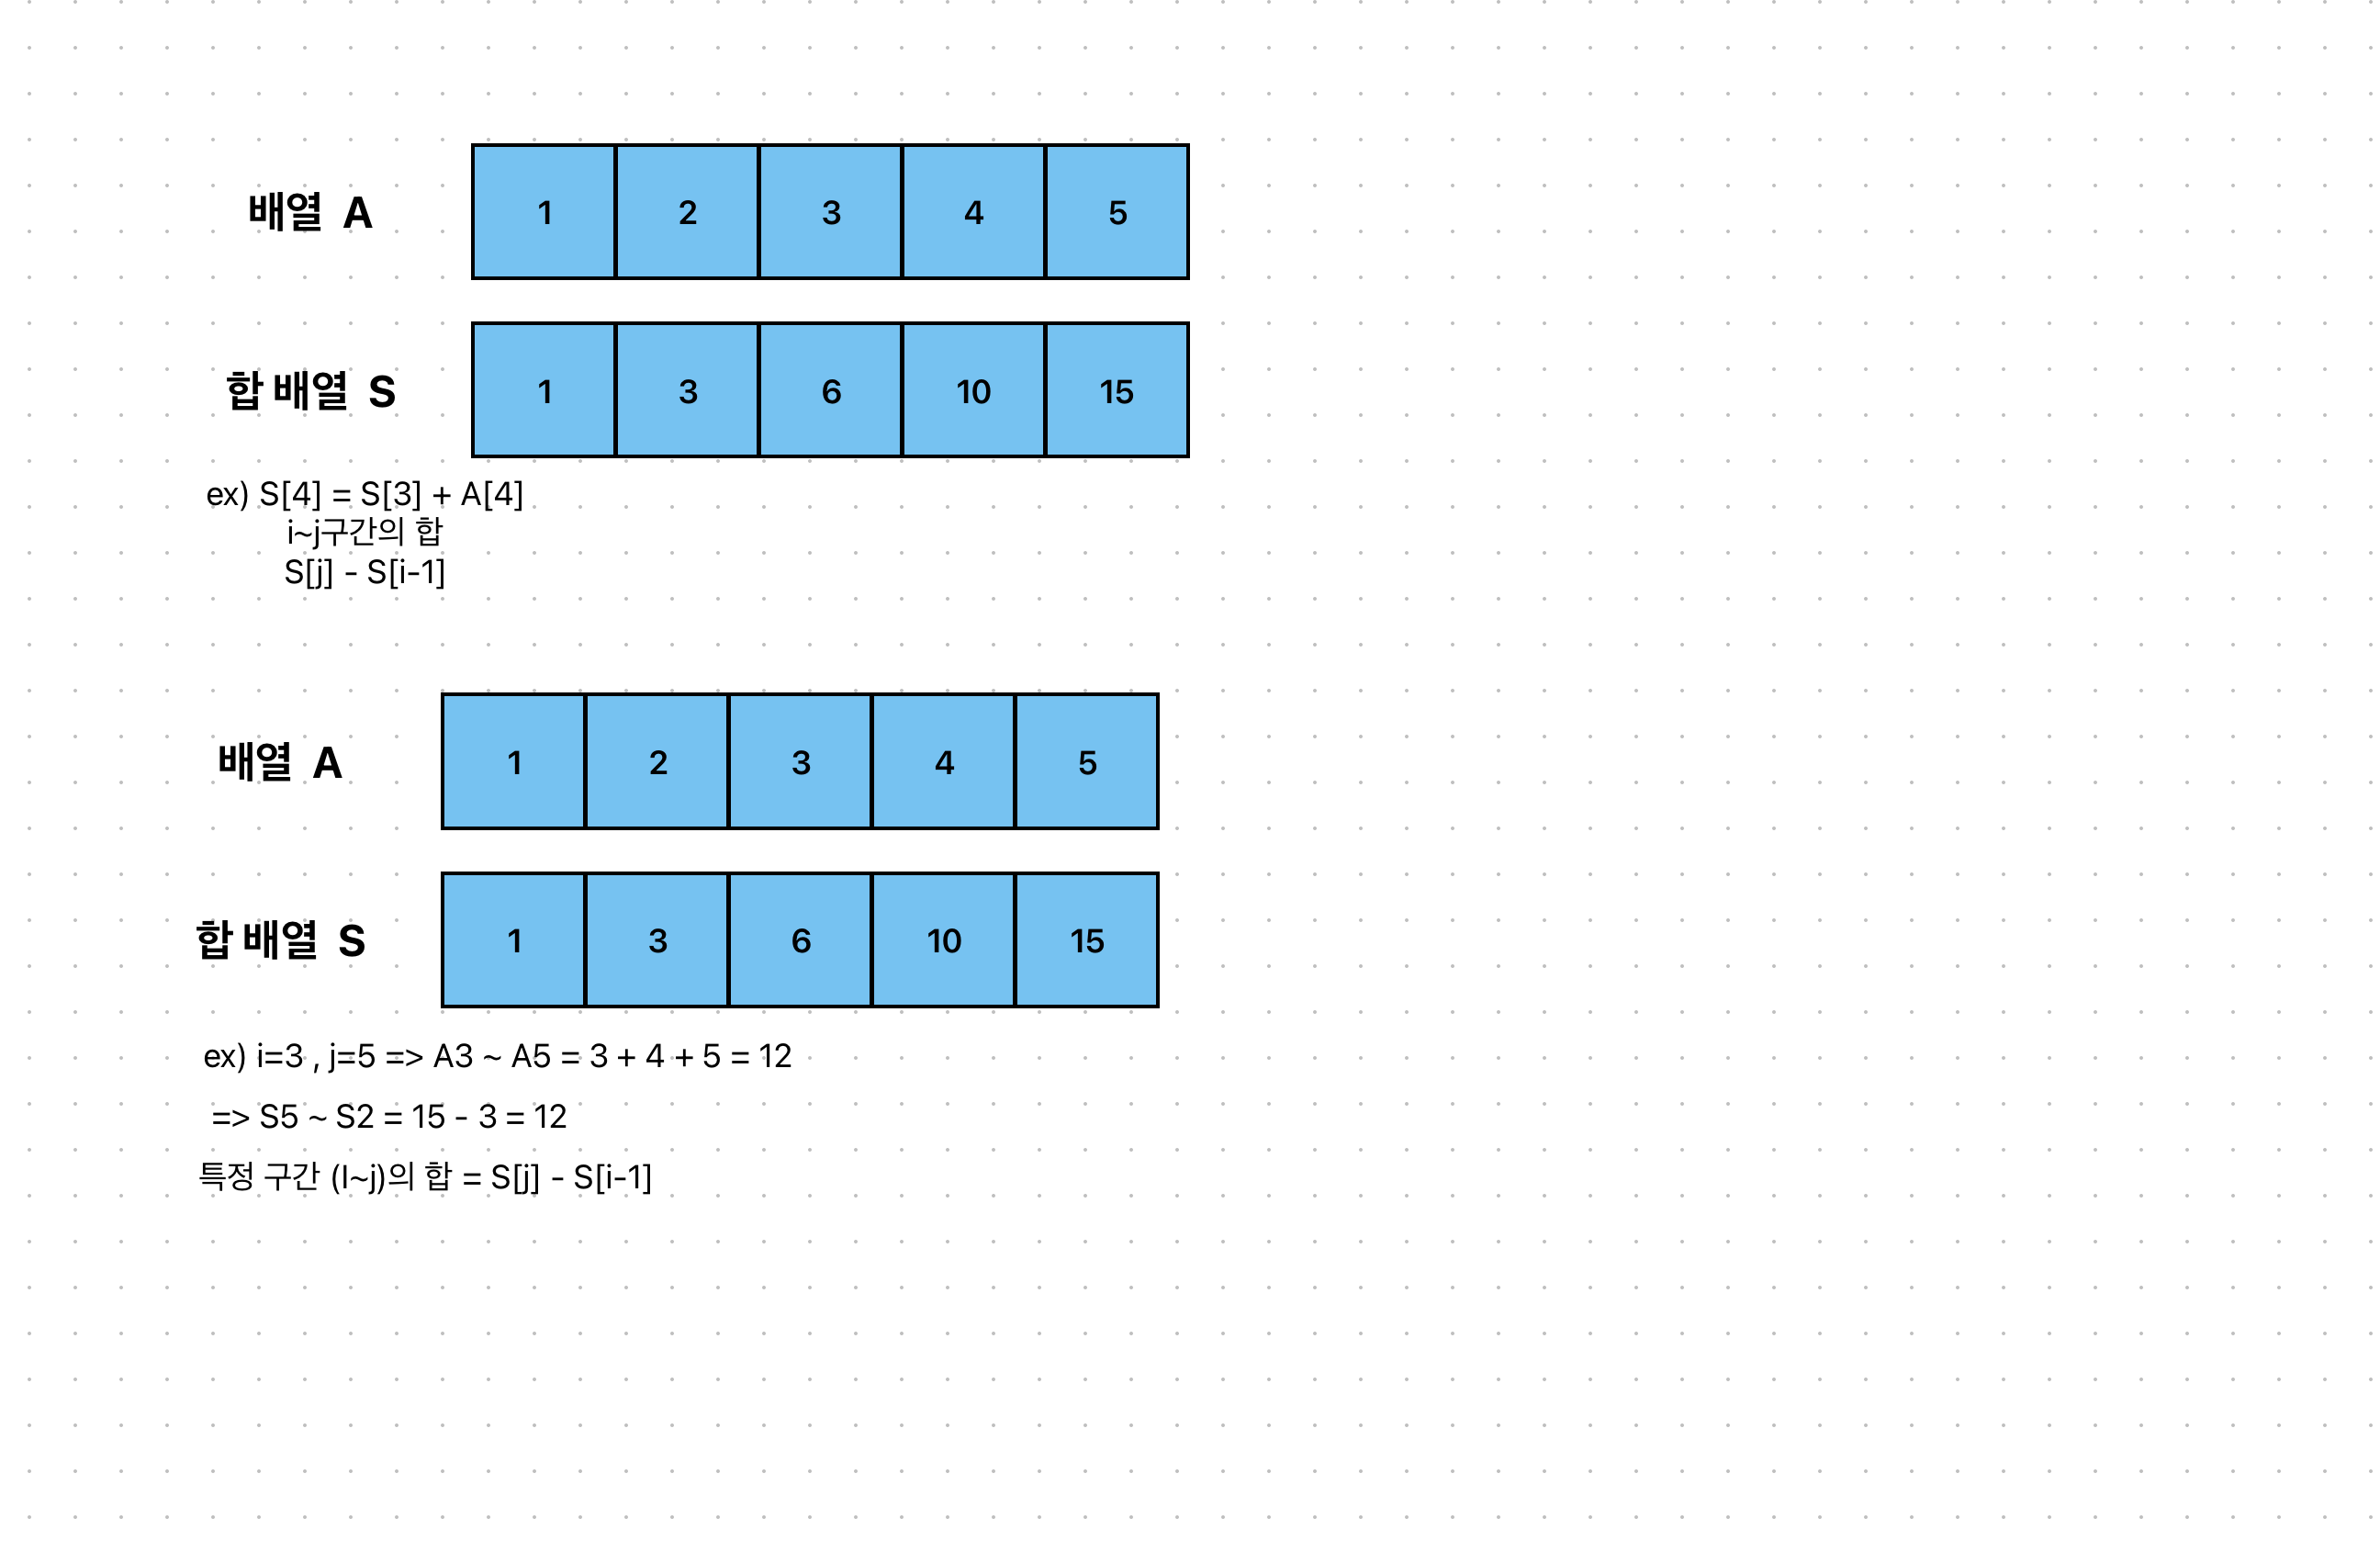 배열 A
1 2 3 4 5
합 배열 S
1 3 6 10 15
ex) S[4] = S[3] + A[4]
i~j구간의 합
S[j] - S[i-1]
배열 A
1 2 3 4 5
합 배열 S
1 3 6 10 15
ex) i=3 , j=5 => A3 ~ A5 = 3 + 4 + 5 = 12
=> S5 ~ S2 = 15 - 3 = 12
특정 구간 (I~j)의 합 = S[j] - S[i-1]